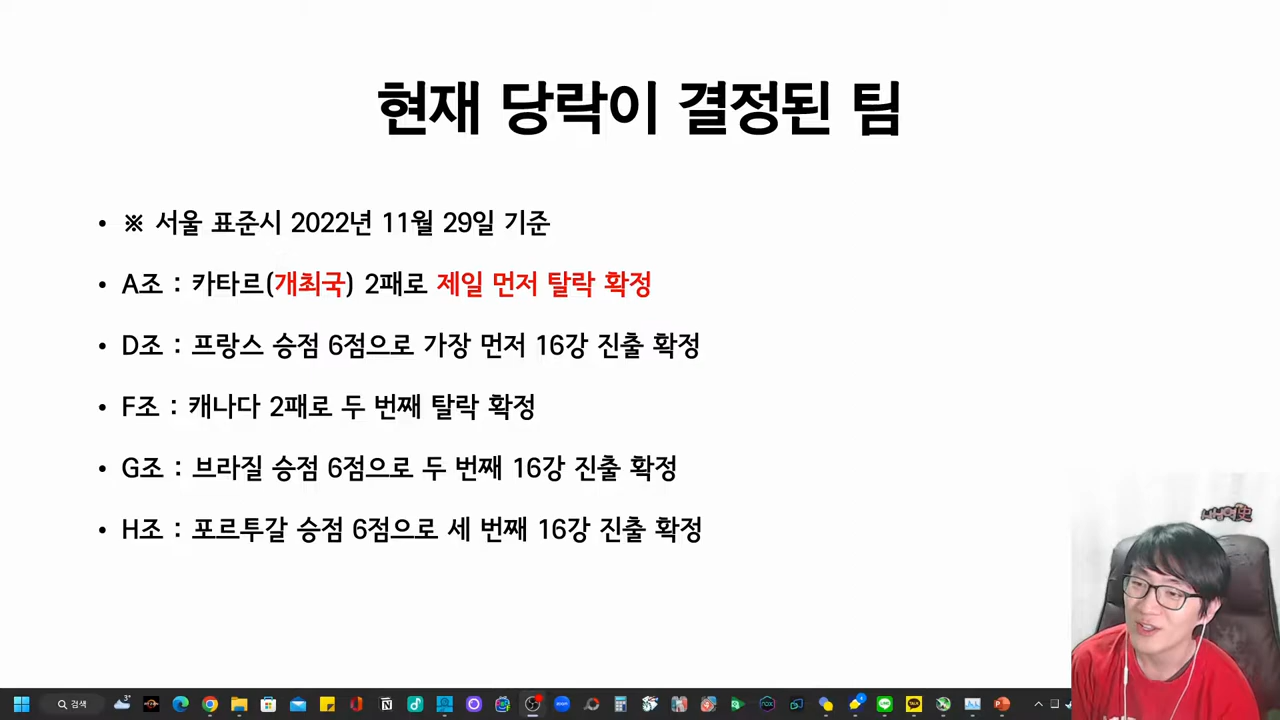 현재 당락이 결정된 팀
• ※ 서울 표준시 2022년 11월 29일 기준
• A조 : 카타르(개최국) 2패로 제일 먼저 탈락 확정
• D조 : 프랑스 승점 6점으로 가장 먼저 16강 진출 확정
• F조 : 캐나다 2패로 두 번째 탈락 확정
• G조 : 브라질 승점 6점으로 두 번째 16강 진출 확정
• H조 : 포르투갈 승점 6점으로 세 번째 16강 진출 확정
검색
3°